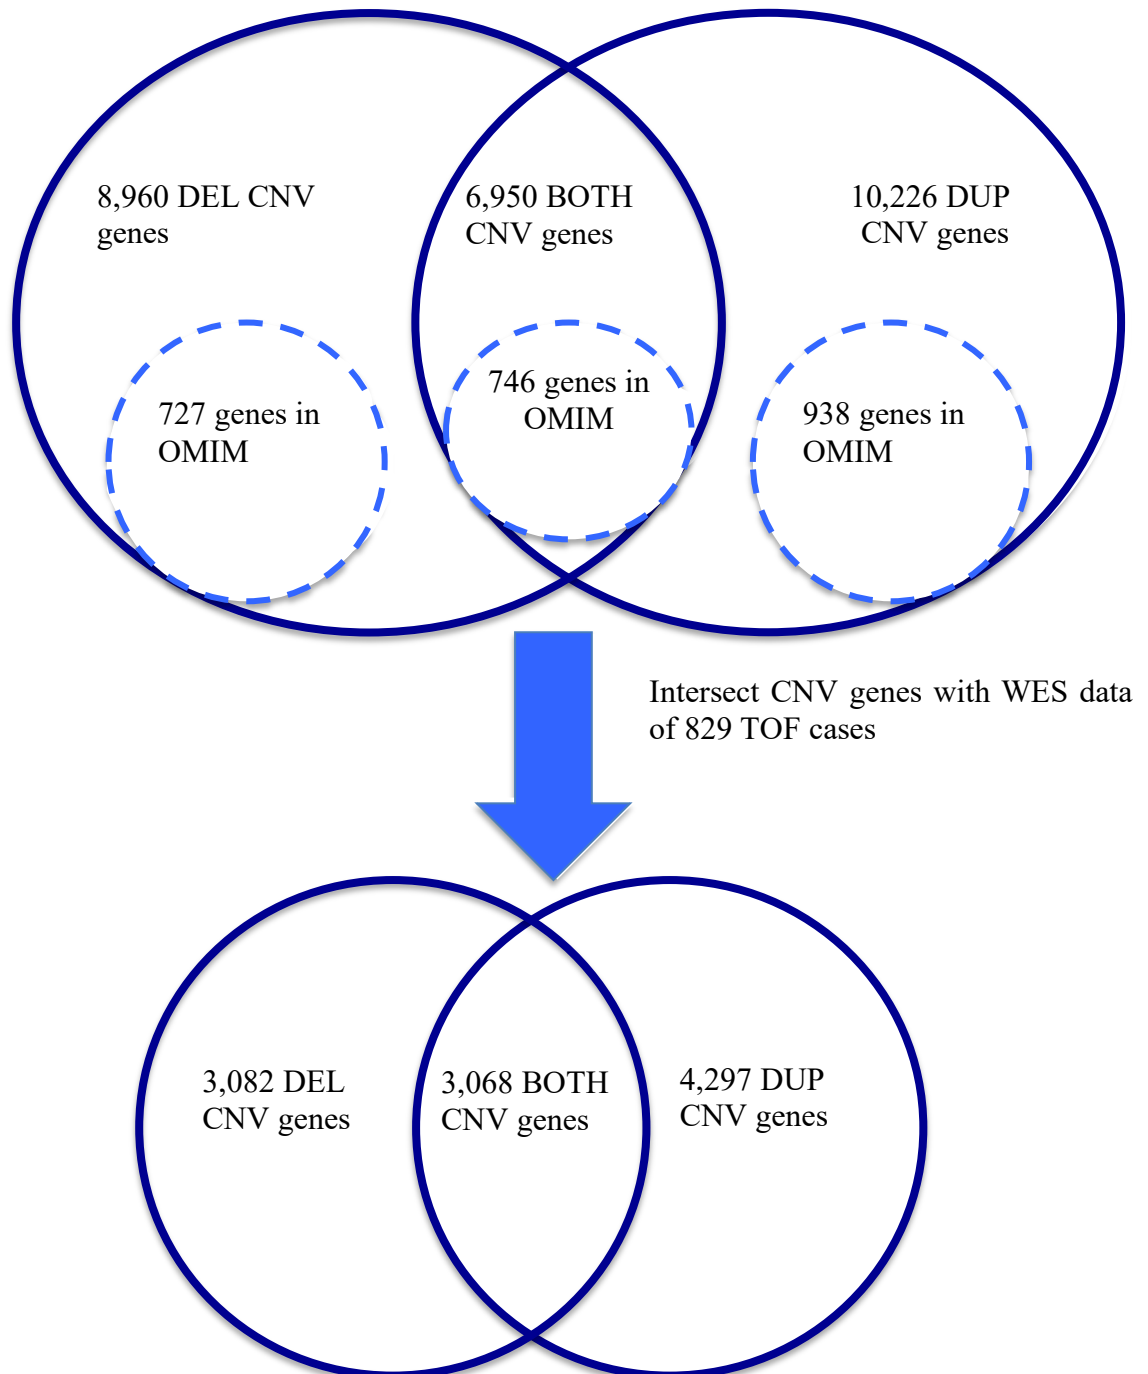 8,960 DEL CNV
genes
6,950 BOTH
CNV genes
10,226 DUP
CNV genes
727 genes in
OMIM
746 genes in
OMIM
938 genes in
OMIM
Intersect CNV genes with WES data
of 829 TOF cases
3,082 DEL
CNV genes
3,068 BOTH
CNV genes
4,297 DUP
CNV genes